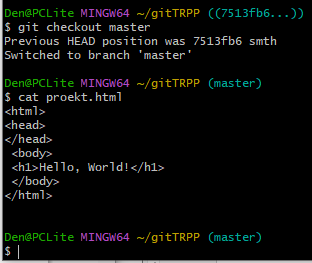 Den@PCLite MINGW64 ~/gitTRPP ((7513fb6...))
$ git checkout master
Previous HEAD position was 7513fb6 smth
Switched to branch 'master'
Den@PCLite MINGW64 ~/gitTRPP (master)
$ cat proekt.html
<html>
<head>
</head>
<body>
<h1>Hello, World!</h1>
</body>
</html>
Den@PCLite MINGW64 ~/gitTRPP (master)
$